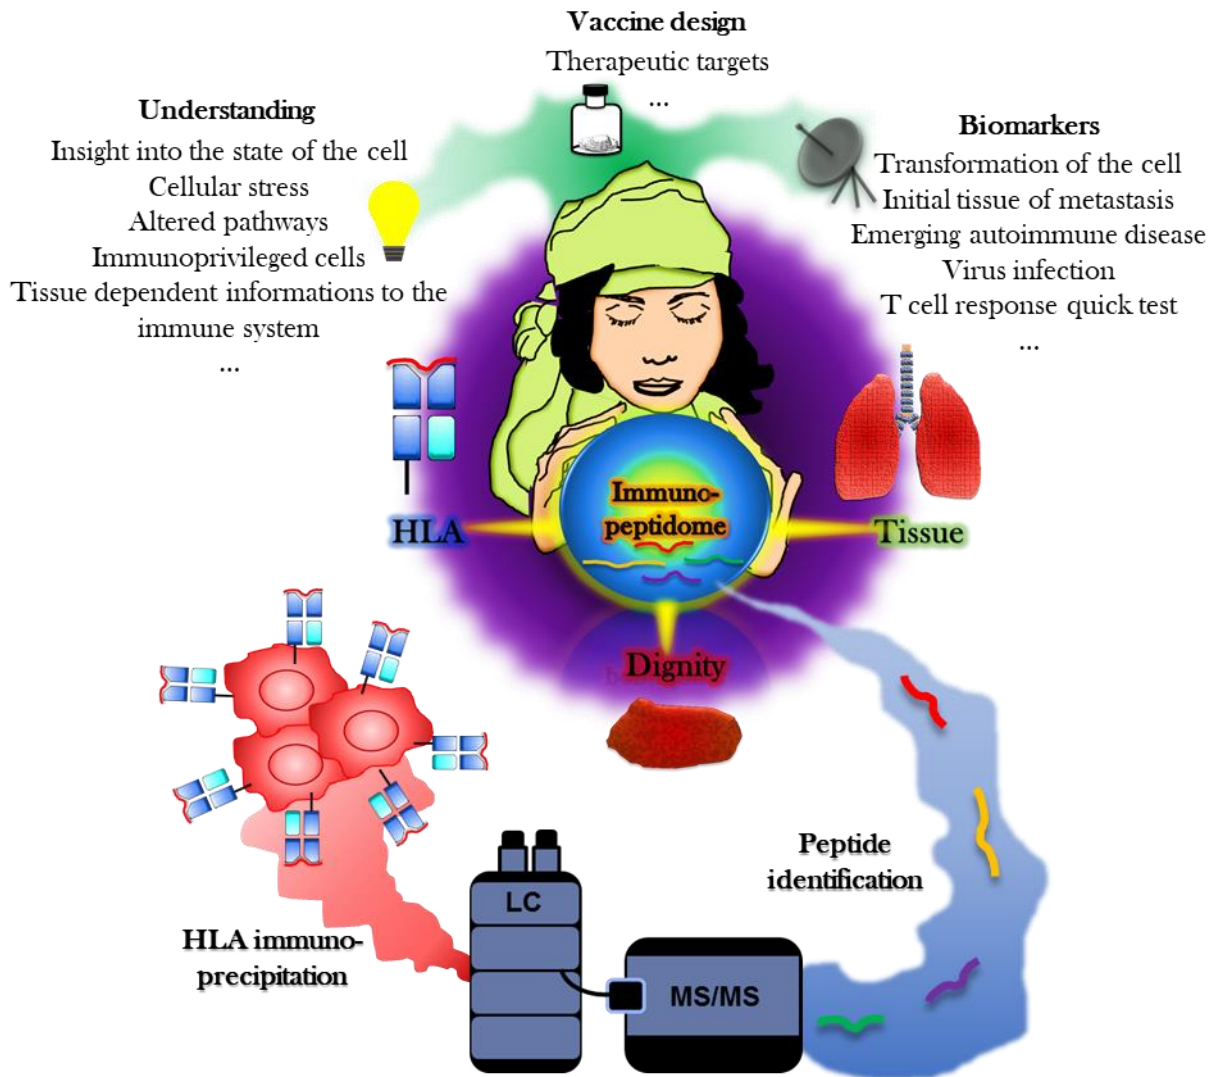 Vaccine design
Therapeutic targets
...
Understanding
Insight into the state of the cell
Cellular stress
Altered pathways
Immunoprivileged cells
Tissue dependent informations to the
immune system
...
Biomarkers
Transformation of the cell
Initial tissue of metastasis
Emerging autoimmune disease
Virus infection
T cell response quick test
...
Immuno-
peptidome
HLA
Tissue
Dignity
Peptide
identification
HLA immuno-
precipitation
LC
MS/MS